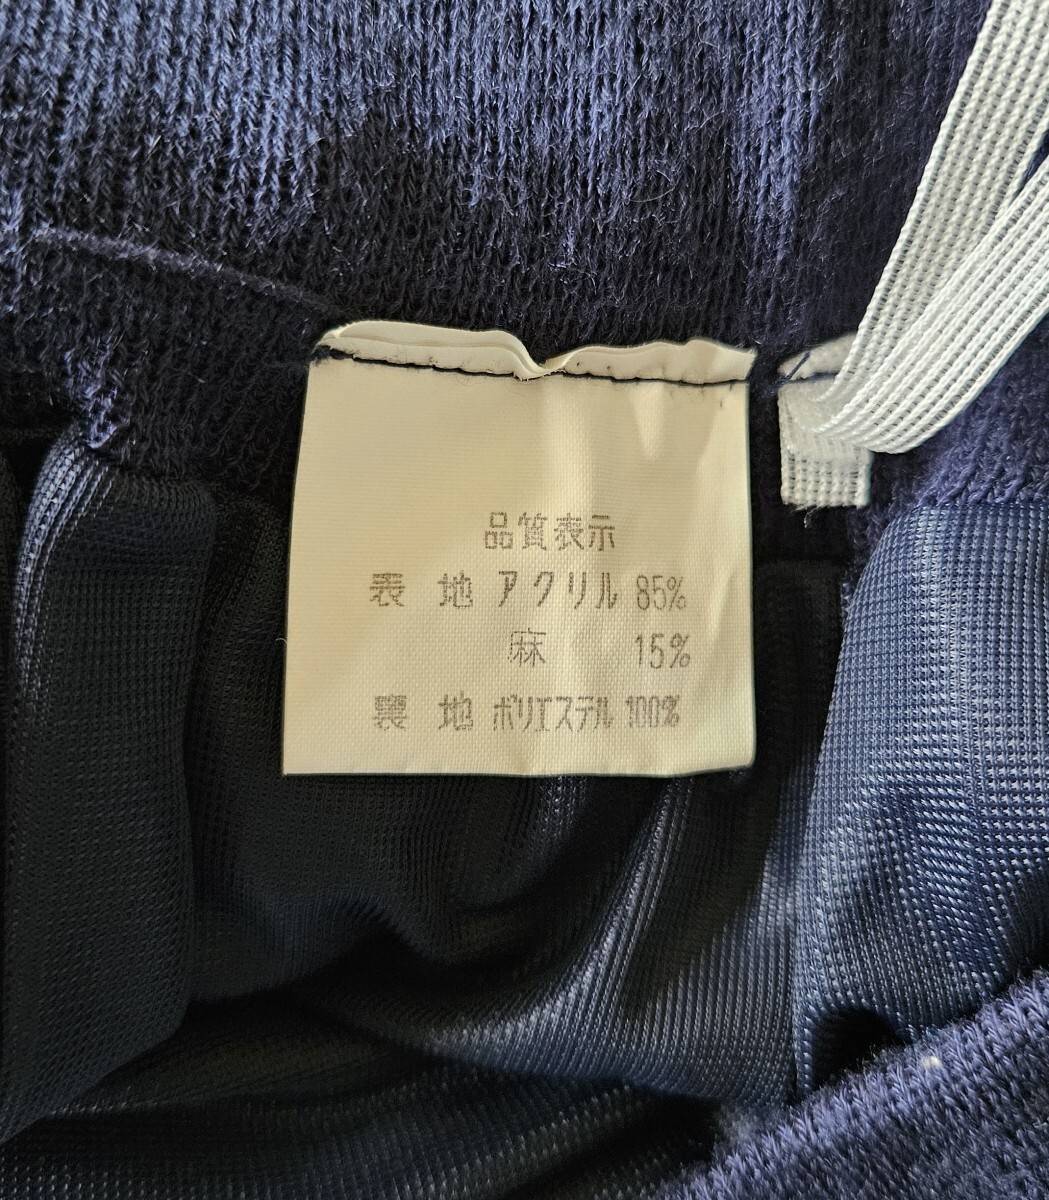 品質表示
表 地 アクリル 85%
麻 15%
裏 地 ポリエステル 100%